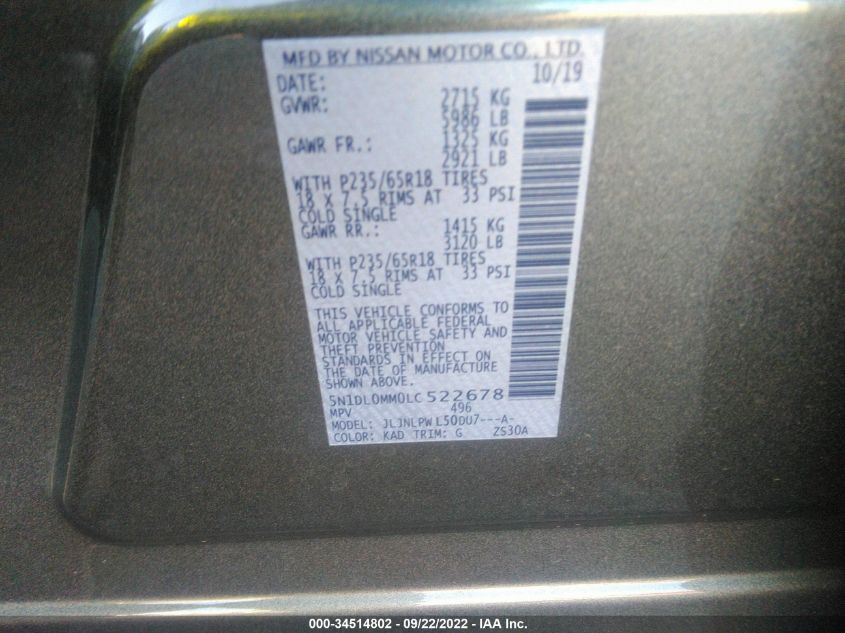 MFD BY NISSAN MOTOR CO., LTD.
DATE: 10/19
GVWR: 2715 KG
5986 LB
GAWR FR.: 1325 KG
2921 LB
WITH P235/65R18 TIRES
18 X 7.5 RIMS AT 33 PSI
COLD SINGLE
GAWR RR.: 1415 KG
3120 LB
WITH P235/65R18 TIRES
18 X 7.5 RIMS AT 33 PSI
COLD SINGLE
THIS VEHICLE CONFORMS TO
ALL APPLICABLE FEDERAL
MOTOR VEHICLE SAFETY AND
THEFT PREVENTION
STANDARDS IN EFFECT ON
THE DATE OF MANUFACTURE
SHOWN ABOVE.
5N1DL0MM0LC522678
MPV 496
MODEL: JLJNLPWL50DU7---A-
COLOR: KAD TRIM: G ZS30A
000-34514802 - 09/22/2022 - IAA Inc.